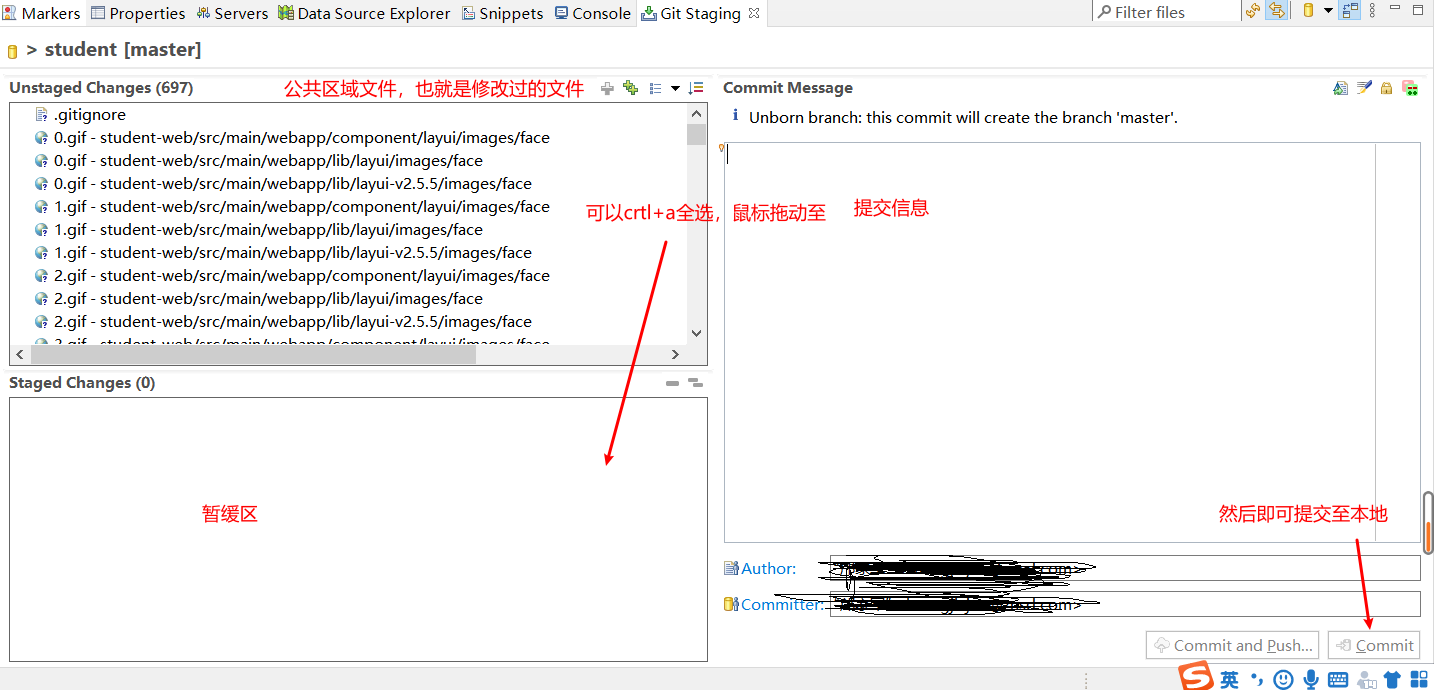 Markers Properties Servers Data Source Explorer Snippets Console Git Staging Filter files
> student [master]
Unstaged Changes (697)
公共区域文件，也就是修改过的文件
.gitignore
0.gif - student-web/src/main/webapp/component/layui/images/face
0.gif - student-web/src/main/webapp/lib/layui/images/face
0.gif - student-web/src/main/webapp/lib/layui-v2.5.5/images/face
1.gif - student-web/src/main/webapp/component/layui/images/face
1.gif - student-web/src/main/webapp/lib/layui/images/face
1.gif - student-web/src/main/webapp/lib/layui-v2.5.5/images/face
2.gif - student-web/src/main/webapp/component/layui/images/face
2.gif - student-web/src/main/webapp/lib/layui/images/face
2.gif - student-web/src/main/webapp/lib/layui-v2.5.5/images/face
可以crtl+a全选，鼠标拖动至
Staged Changes (0)
暂缓区
Commit Message
Unborn branch: this commit will create the branch 'master'.
提交信息
然后即可提交至本地
Author:
Committer:
Commit and Push... Commit
英